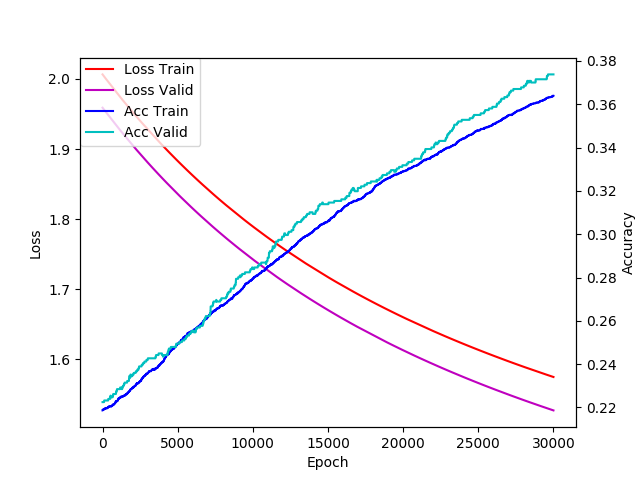 Loss Train
Loss Valid
Acc Train
Acc Valid
2.0
1.9
1.8
1.7
1.6
Loss
0.38
0.36
0.34
0.32
0.30
0.28
0.26
0.24
0.22
Accuracy
0 5000 10000 15000 20000 25000 30000
Epoch